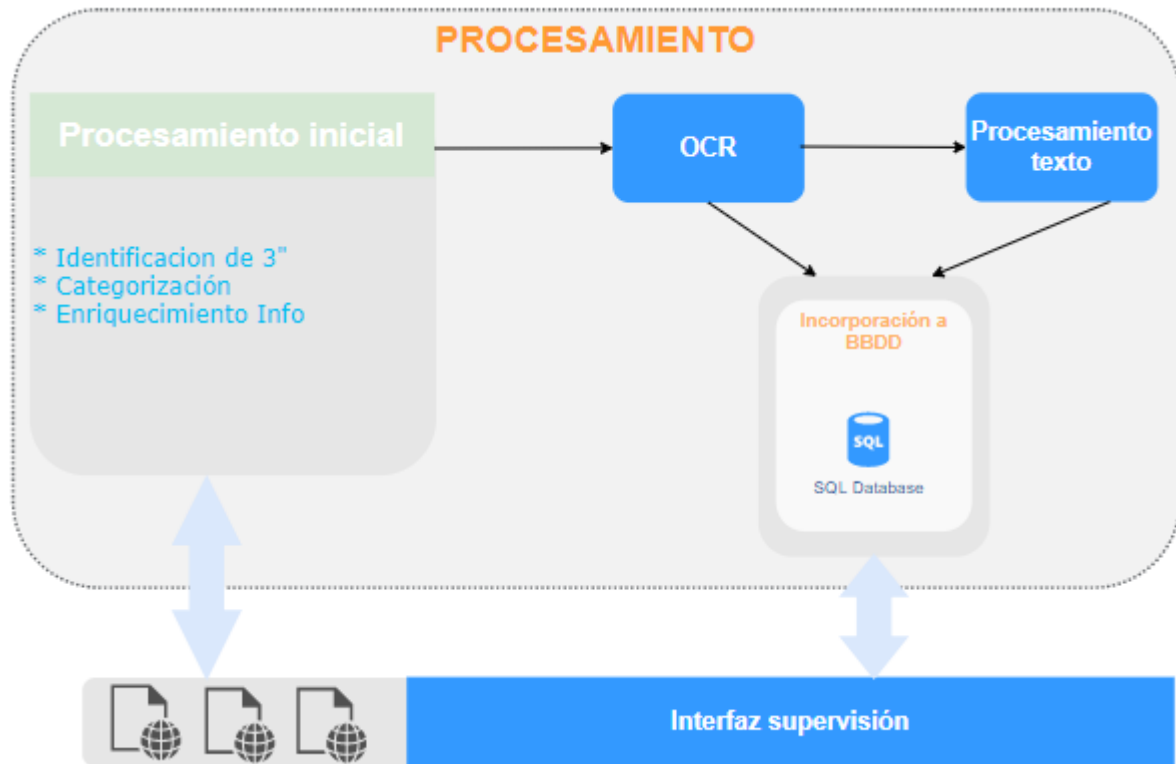 PROCESAMIENTO
Procesamiento inicial
OCR
Procesamiento
texto
* Identificacion de 3"
* Categorización
* Enriquecimiento Info
Incorporación a
BBDD
SQL
SQL Database
Interfaz supervisión